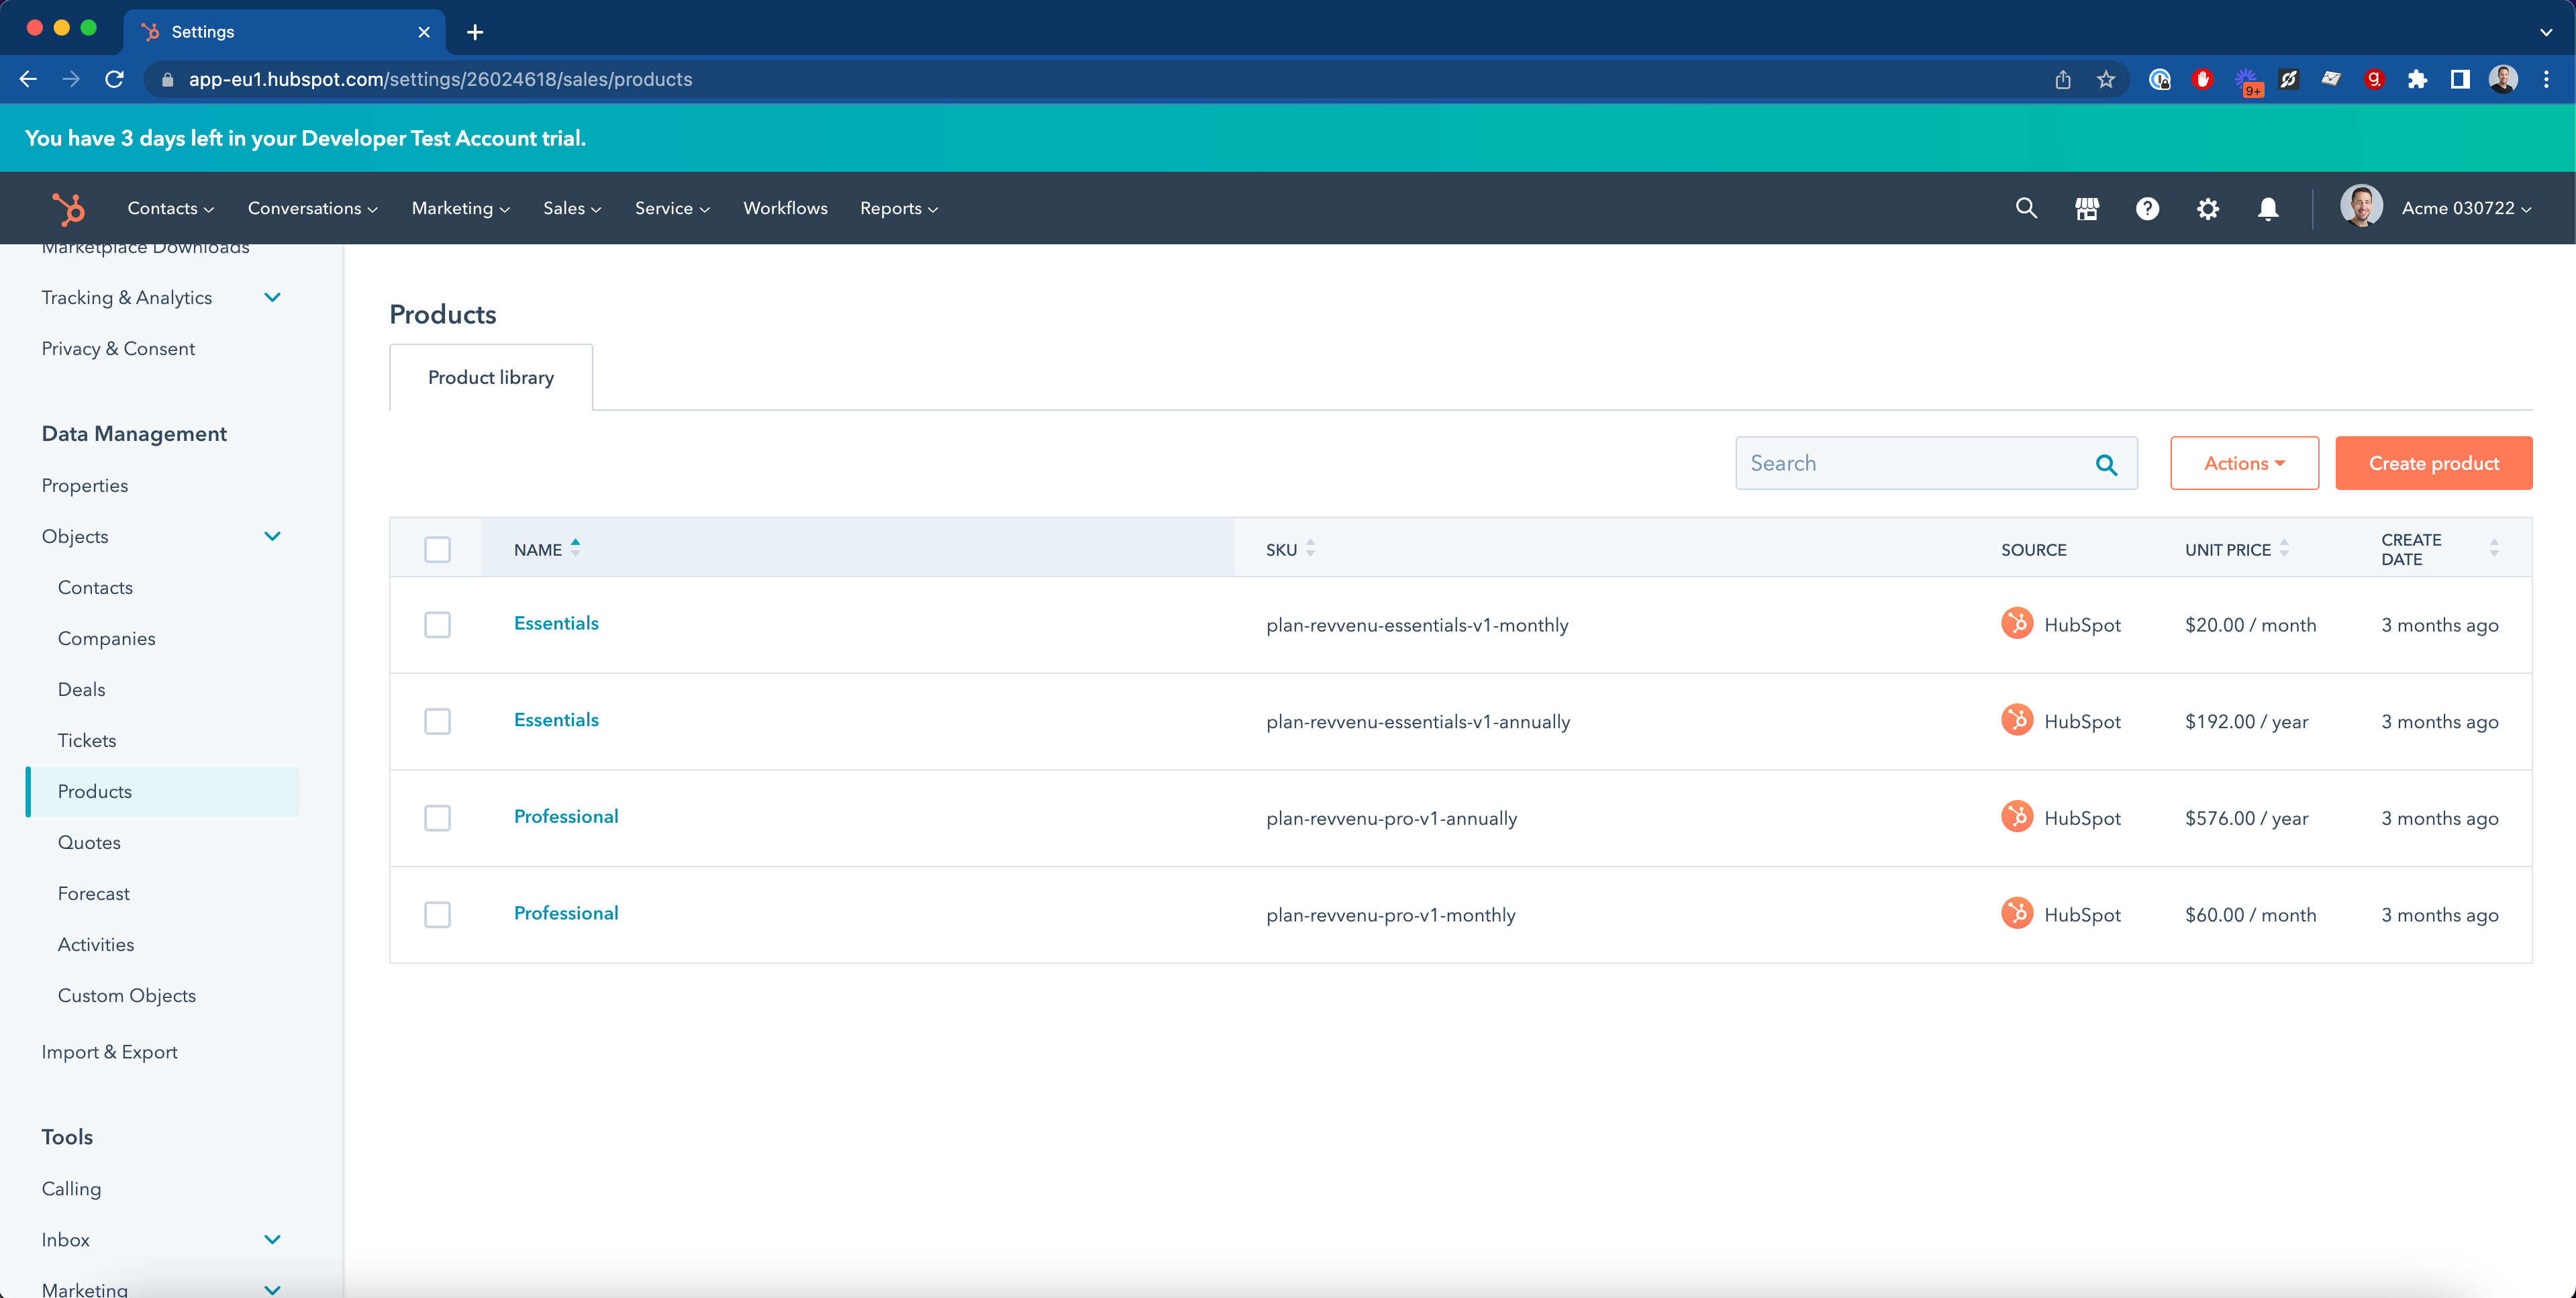 Settings
app-eu1.hubspot.com/settings/26024618/sales/products
9+
g.
You have 3 days left in your Developer Test Account trial.
Contacts Conversations Marketing Sales Service Workflows Reports
Acme 030722
Marketplace Downloads
Tracking & Analytics
Privacy & Consent
Data Management
Properties
Objects
Contacts
Companies
Deals
Tickets
Products
Quotes
Forecast
Activities
Custom Objects
Import & Export
Tools
Calling
Inbox
Marketing
Products
Product library
Search
Actions
Create product
NAME SKU SOURCE UNIT PRICE CREATE DATE
Essentials plan-revvenu-essentials-v1-monthly HubSpot $20.00 / month 3 months ago
Essentials plan-revvenu-essentials-v1-annually HubSpot $192.00 / year 3 months ago
Professional plan-revvenu-pro-v1-annually HubSpot $576.00 / year 3 months ago
Professional plan-revvenu-pro-v1-monthly HubSpot $60.00 / month 3 months ago